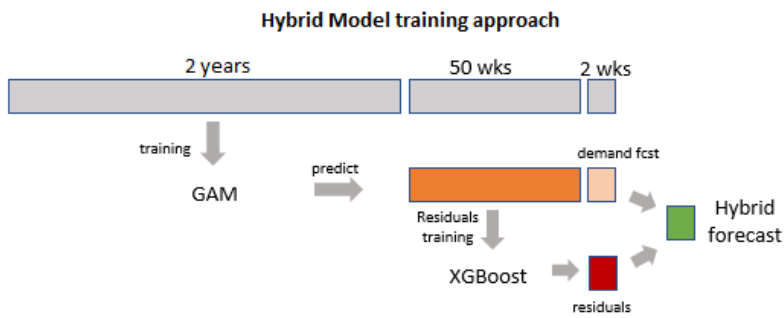 Hybrid Model training approach
2 years
50 wks
2 wks
training
GAM
predict
demand fcst
Residuals
training
XGBoost
residuals
Hybrid
forecast